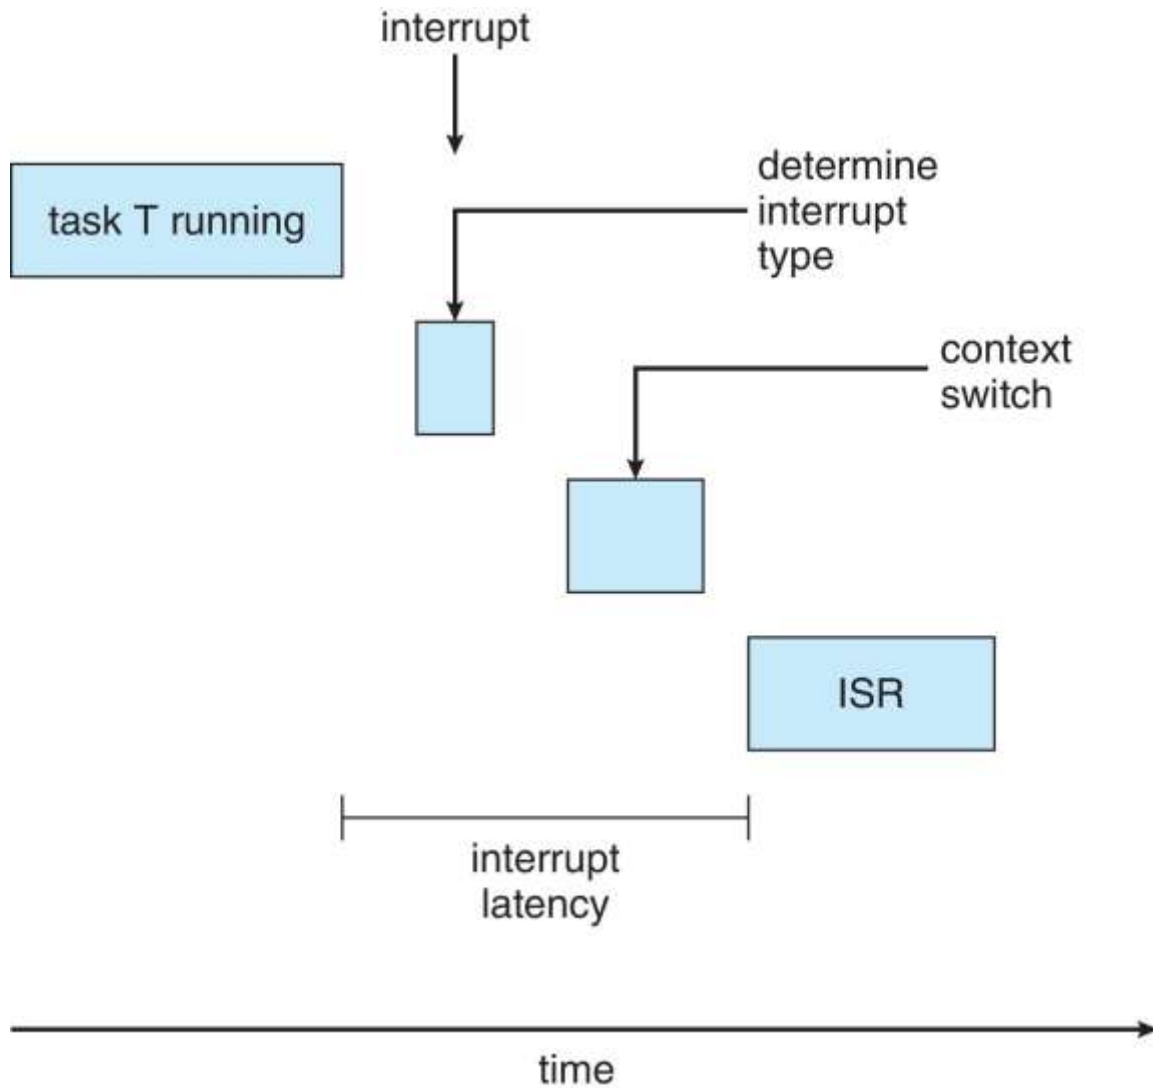 interrupt
task T running
determine
interrupt
type
context
switch
ISR
interrupt
latency
time